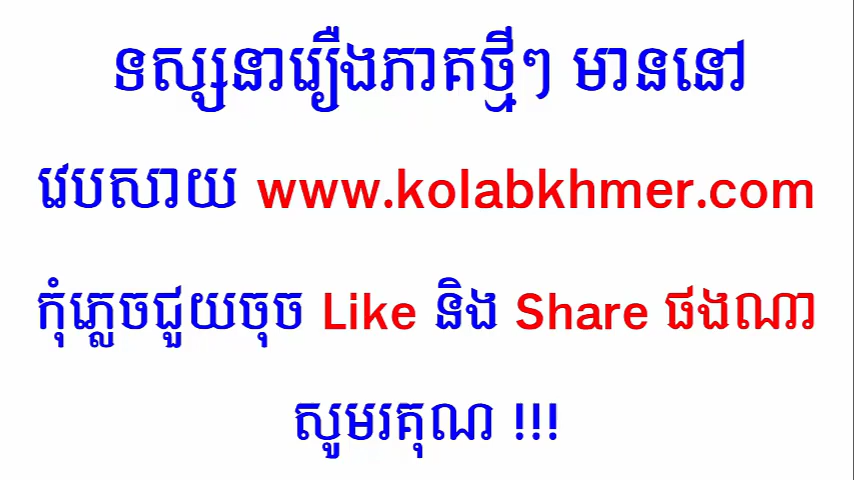 ទស្សនារឿងភាគថ្មីៗ មាននៅ
វេបសាយ www.kolabkhmer.com
កុំភ្លេចជួយចុច Like និង Share ផងណា
សូមរគុណ !!!